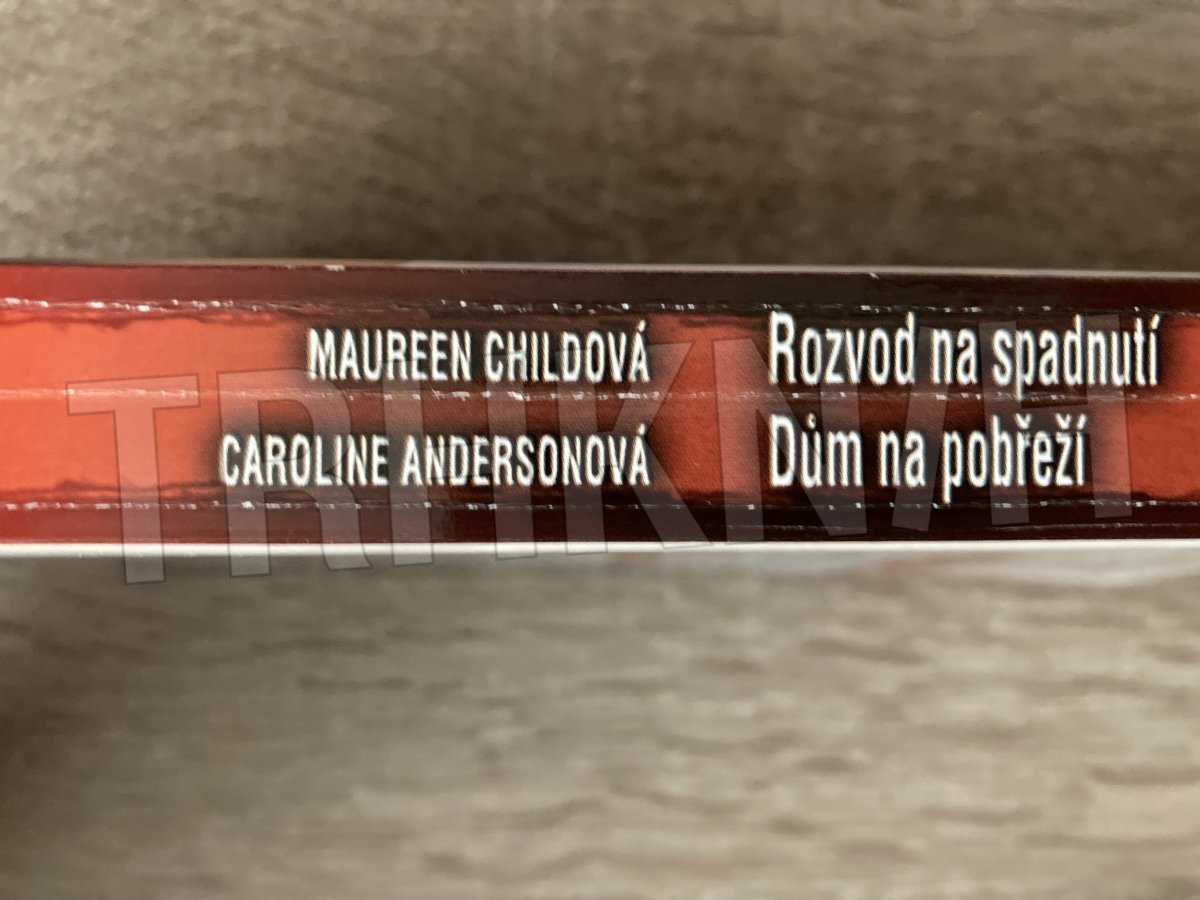 MAUREEN CHILDOVÁ Rozvod na spadnutí
CAROLINE ANDERSONOVÁ Dům na pobřeží
TRHKNIH